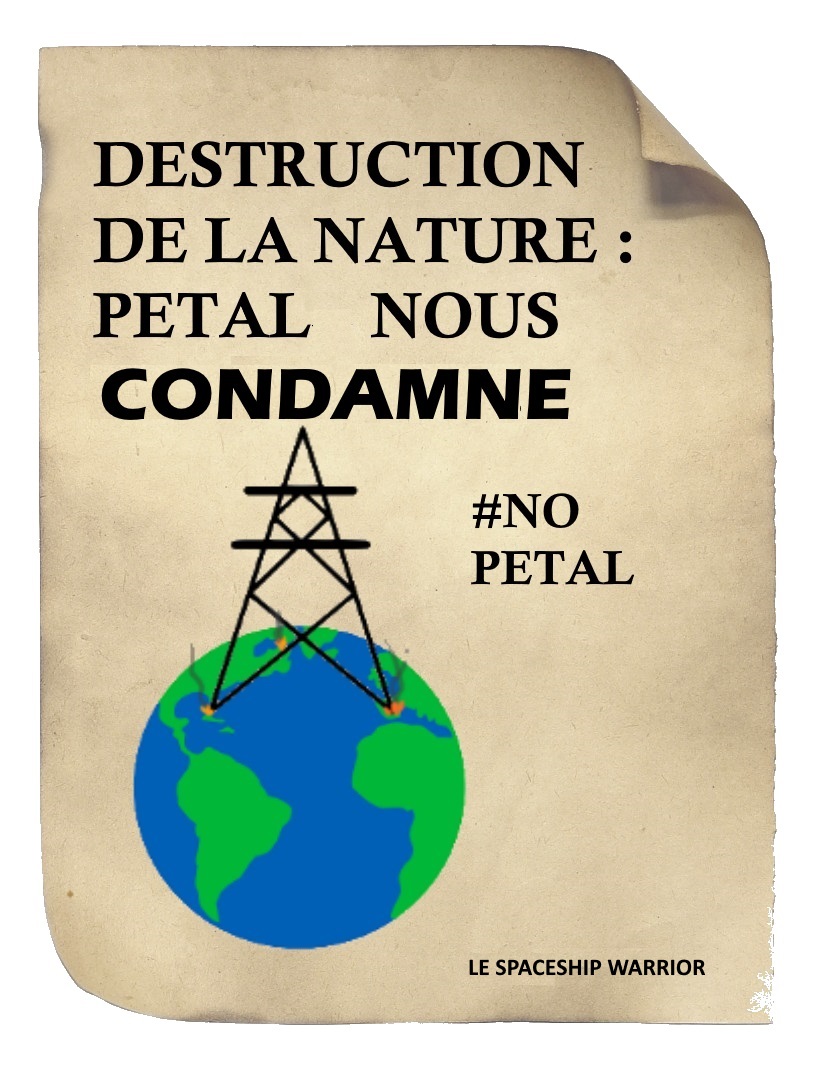 DESTRUCTION
DE LA NATURE :
PETAL NOUS
CONDAMNE
#NO
PETAL
LE SPACESHIP WARRIOR